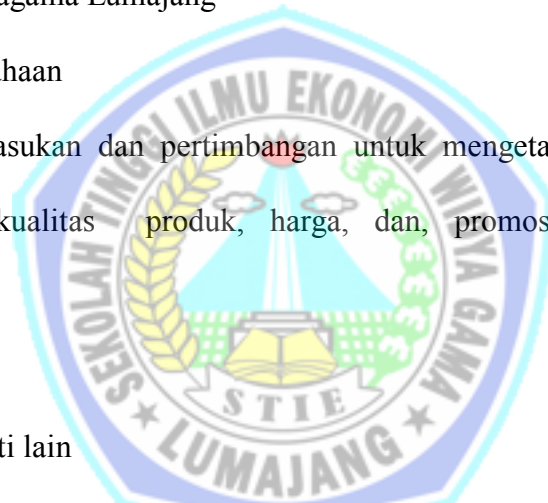 agama Lumajang
ahaan
asukan dan pertimbangan untuk mengeta
kualitas produk, harga, dan, promos
ti lain
SEKOLAH TINGGI ILMU EKONOMI WIDYA GAMA
STIE
LUMAJANG